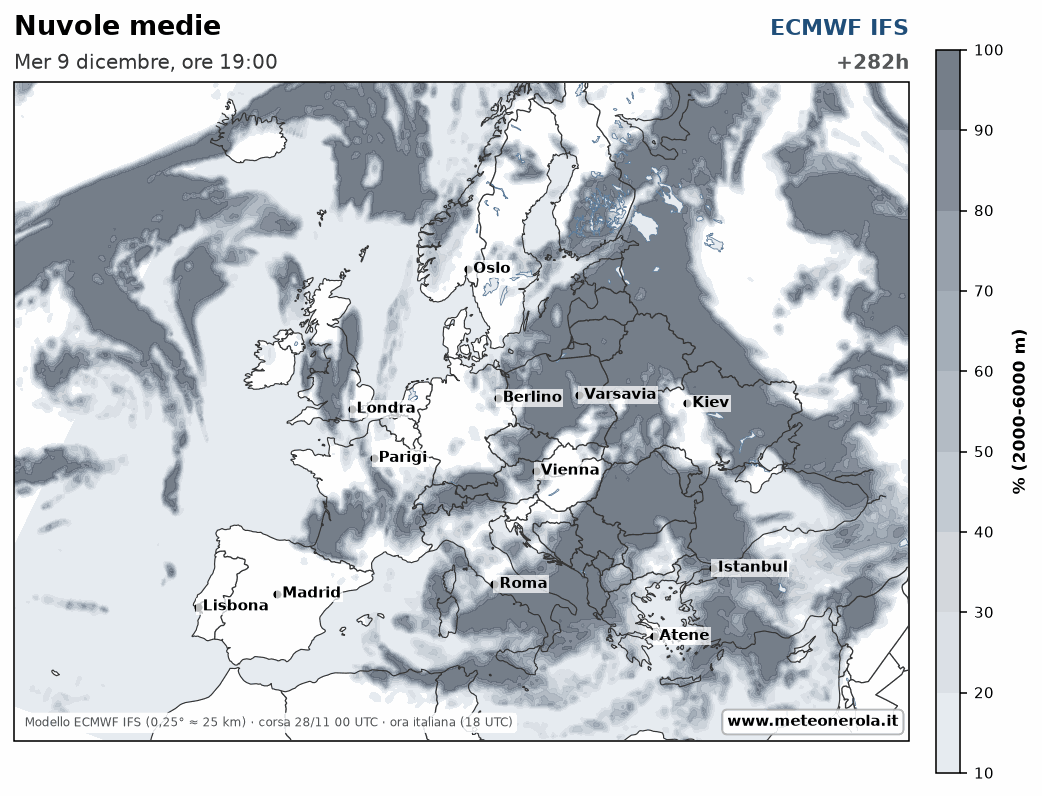 Nuvole medie
ECMWF IFS
Mer 9 dicembre, ore 19:00
+282h
100
90
80
70
60
50
40
30
20
10
% (2000-6000 m)
Oslo
Berlino
Varsavia
Kiev
Londra
Parigi
Vienna
Istanbul
Roma
Madrid
Lisbona
Atene
Modello ECMWF IFS (0,25° ≈ 25 km) · corsa 28/11 00 UTC · ora italiana (18 UTC)
www.meteonerola.it